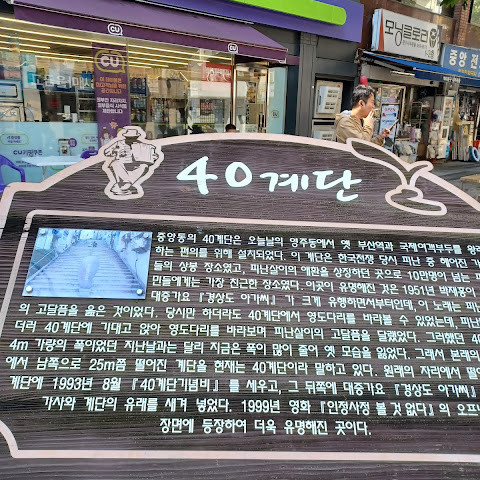 CU
CU
모닝글로리
중앙 전
40계단
중앙동의 40계단은 오늘날의 영주동에서 옛 부산역과 국제여객부두를 왕래
하는 편의를 위해 설치되었다. 이 계단은 한국전쟁 당시 피난 중 헤어진 가
들의 상봉 장소였고, 피난살이의 애환을 상징하던 곳으로 10만명이 넘는 피
민들에게는 가장 친근한 장소였다. 이곳이 유명해진 것은 1951년 박재홍이
대중가요 『경상도 아가씨』가 크게 유행하면서부터인데, 이 노래는 피난
의 고달픔을 읊은 것이었다. 당시만 하더라도 40계단에서 영도다리를 바라볼 수 있었는데, 피난
더러 40계단에 기대고 앉아 영도다리를 바라보며 피난살이의 고달픔을 달랬었다. 그러했던 40
4m 가량의 폭이었던 지난날과는 달리 지금은 폭이 많이 줄어 옛 모습을 잃었다. 그래서 본래의
에서 남쪽으로 25m쯤 떨어진 계단을 현재는 40계단이라 말하고 있다. 원래의 자리에서 떨어
계단에 1993년 8월 『40계단기념비』를 세우고, 그 뒤쪽에 대중가요 『경상도 아가씨』
가사와 계단의 유래를 새겨 넣었다. 1999년 영화 『인정사정 볼 것 없다』의 오프닝
장면에 등장하여 더욱 유명해진 곳이다.